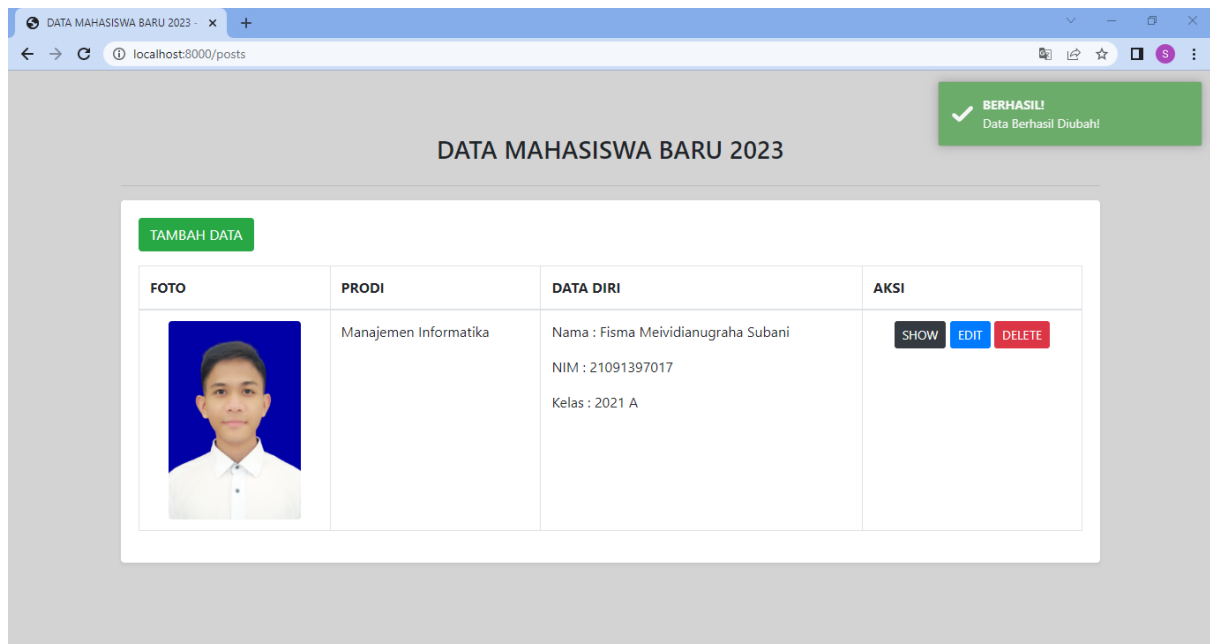 DATA MAHASISWA BARU 2023 -
localhost:8000/posts
S
BERHASIL!
Data Berhasil Diubah!
DATA MAHASISWA BARU 2023
TAMBAH DATA
FOTO PRODI DATA DIRI AKSI
Manajemen Informatika Nama : Fisma Meividianugraha Subani SHOW EDIT DELETE
NIM : 21091397017
Kelas : 2021 A